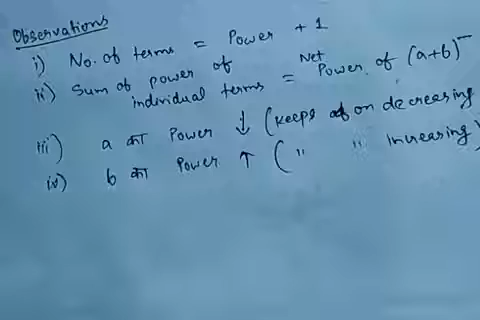 Observations
i) No. of terms = Power + 1
ii) Sum of power of individual terms = Net Power of (a+b)⁻
iii) a का Power ↓ (keeps on decreasing
iv) b का Power ↑ ( " " increasing)